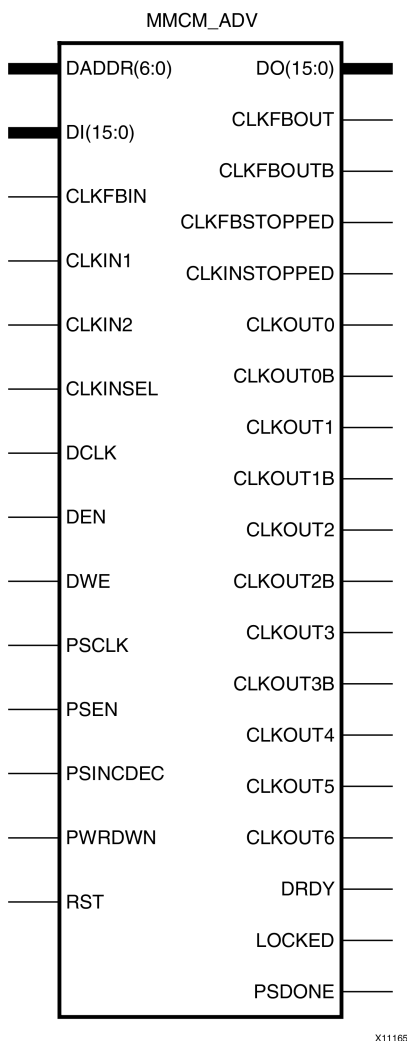 MMCM_ADV
DADDR(6:0)
DI(15:0)
CLKFBIN
CLKIN1
CLKIN2
CLKINSEL
DCLK
DEN
DWE
PSCLK
PSEN
PSINCDEC
PWRDWN
RST
DO(15:0)
CLKFBOUT
CLKFBOUTB
CLKFBSTOPPED
CLKINSTOPPED
CLKOUT0
CLKOUT0B
CLKOUT1
CLKOUT1B
CLKOUT2
CLKOUT2B
CLKOUT3
CLKOUT3B
CLKOUT4
CLKOUT5
CLKOUT6
DRDY
LOCKED
PSDONE
X11165